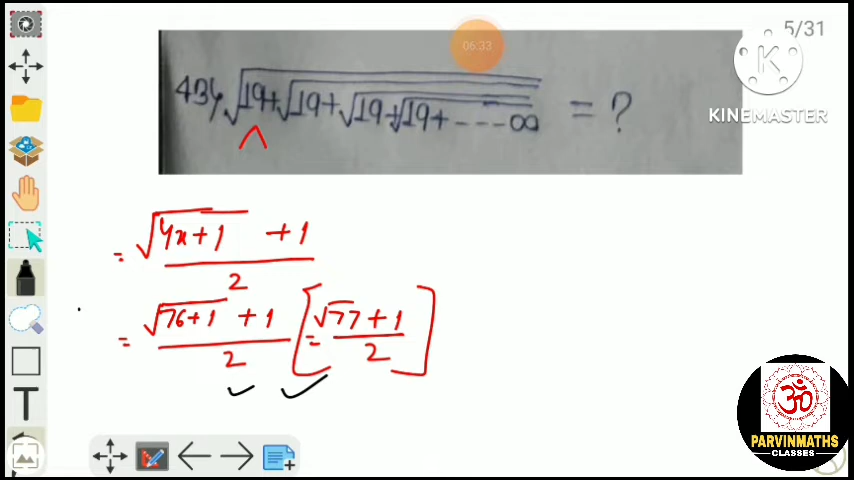 5/31
06:33
K
KINEMASTER
434, √19+√19+√19+√19+ - - - ∞ = ?
= √4x+1 + 1
2
= √76+1 + 1 [ = √77 + 1 ]
2 2
T
ॐ
PARVINMATHS
CLASSES